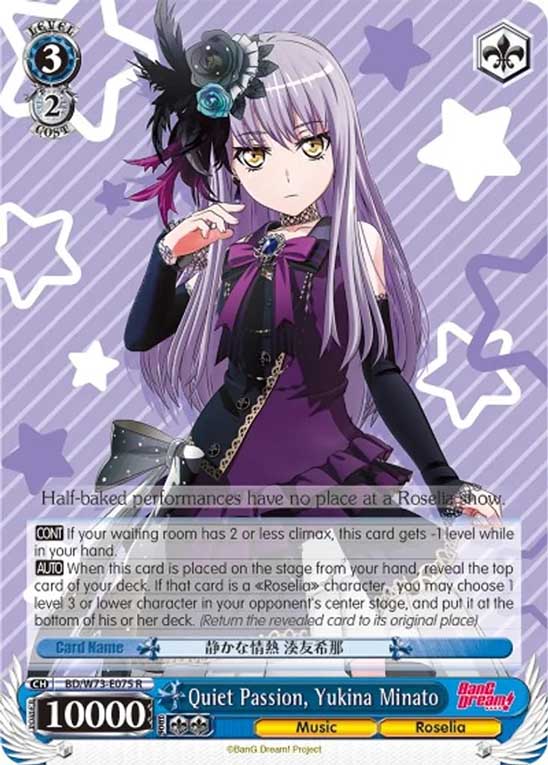 LEVEL
3
2
COST
Half-baked performances have no place at a Roselia show.
CONT If your waiting room has 2 or less climax, this card gets -1 level while
in your hand.
AUTO When this card is placed on the stage from your hand, reveal the top
card of your deck. If that card is a «Roselia» character, you may choose 1
level 3 or lower character in your opponent's center stage, and put it at the
bottom of his or her deck. (Return the revealed card to its original place)
Card Name 静かな情熱 湊友希那
CH BD/W73-E075 R
Quiet Passion, Yukina Minato
BanG Dream!
POWER 10000 SOUL Music Roselia
©BanG Dream! Project